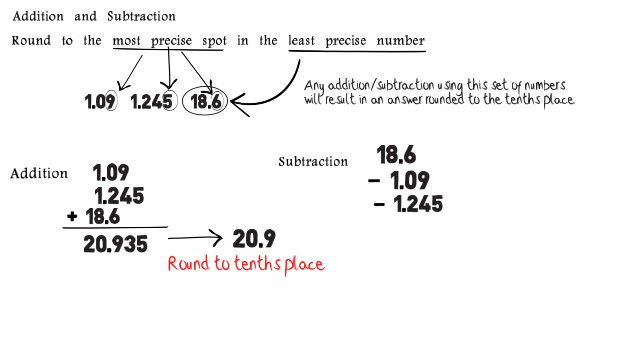 Addition and Subtraction
Round to the most precise spot in the least precise number
Any addition/subtraction using this set of numbers
will result in an answer rounded to the tenths place
1.09 1.245 18.6
Addition
1.09
1.245
+ 18.6
20.935
20.9
Round to tenths place
Subtraction
18.6
- 1.09
- 1.245